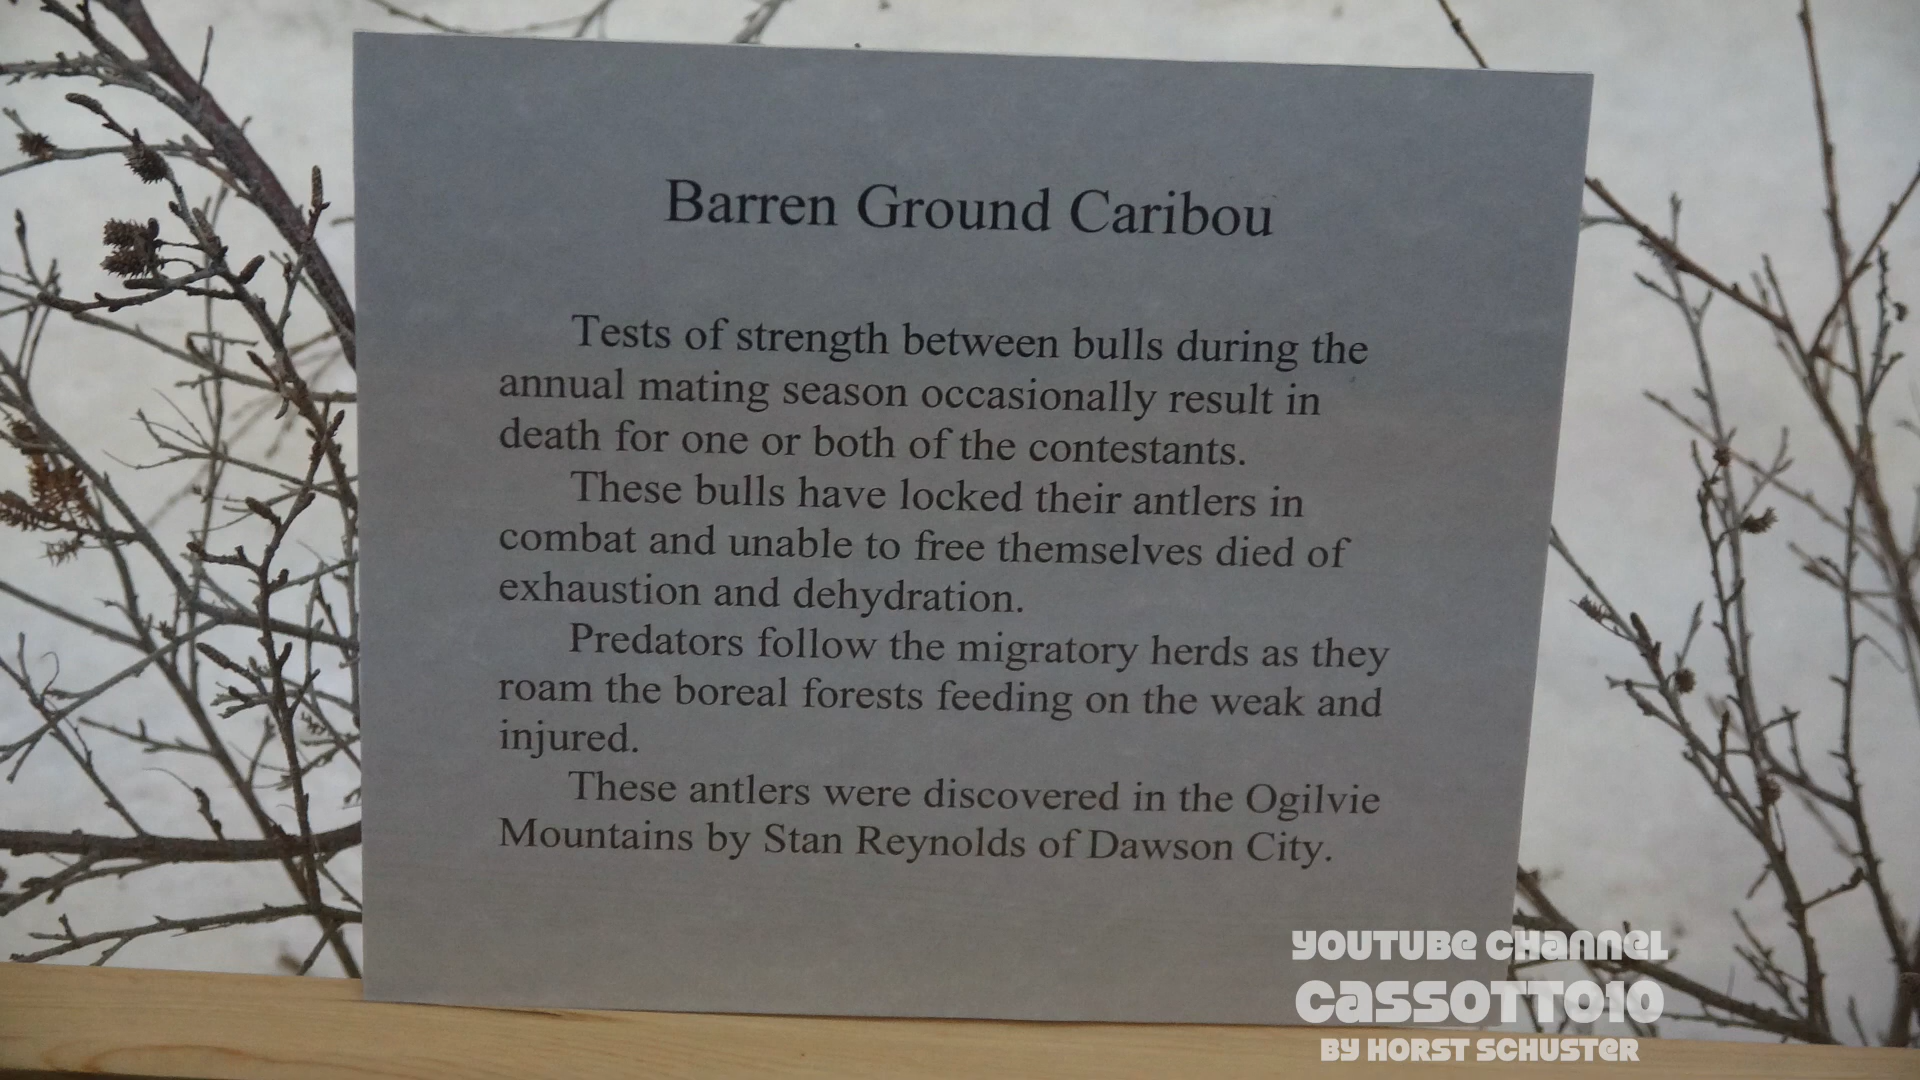 Barren Ground Caribou
Tests of strength between bulls during the
annual mating season occasionally result in
death for one or both of the contestants.
These bulls have locked their antlers in
combat and unable to free themselves died of
exhaustion and dehydration.
Predators follow the migratory herds as they
roam the boreal forests feeding on the weak and
injured.
These antlers were discovered in the Ogilvie
Mountains by Stan Reynolds of Dawson City.
YOUTUBE CHANNEL
CASSOTTO10
BY HORST SCHUSTER